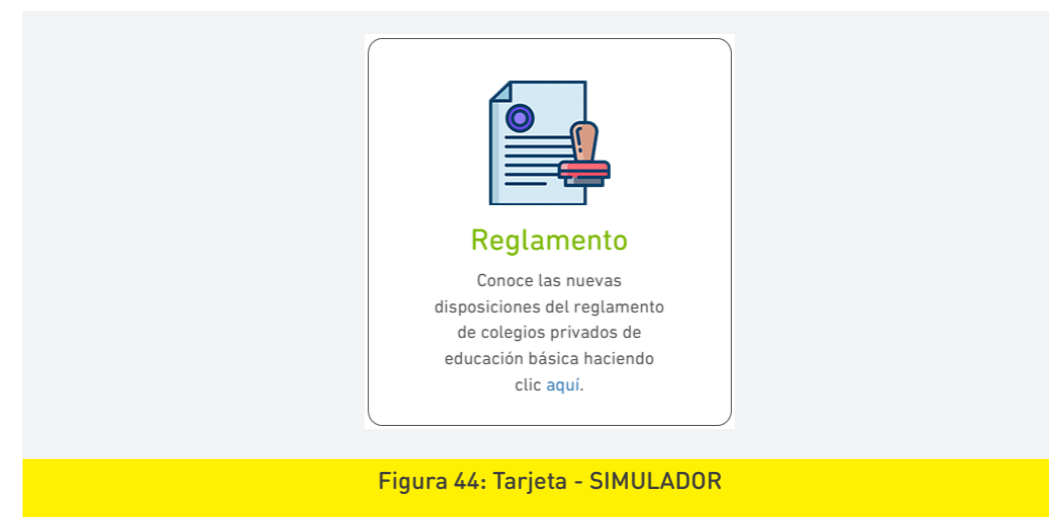 Reglamento
Conoce las nuevas
disposiciones del reglamento
de colegios privados de
educación básica haciendo
clic aquí.
Figura 44: Tarjeta - SIMULADOR